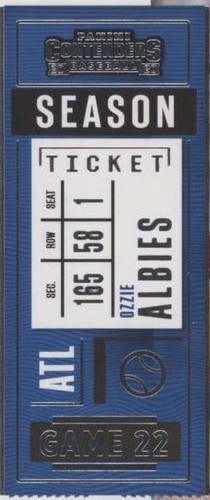 PANINI
CONTENDERS
BASEBALL
SEASON
TICKET
SEC. ROW SEAT
165 58 1
OZZIE
ALBIES
ATL
GAME 22